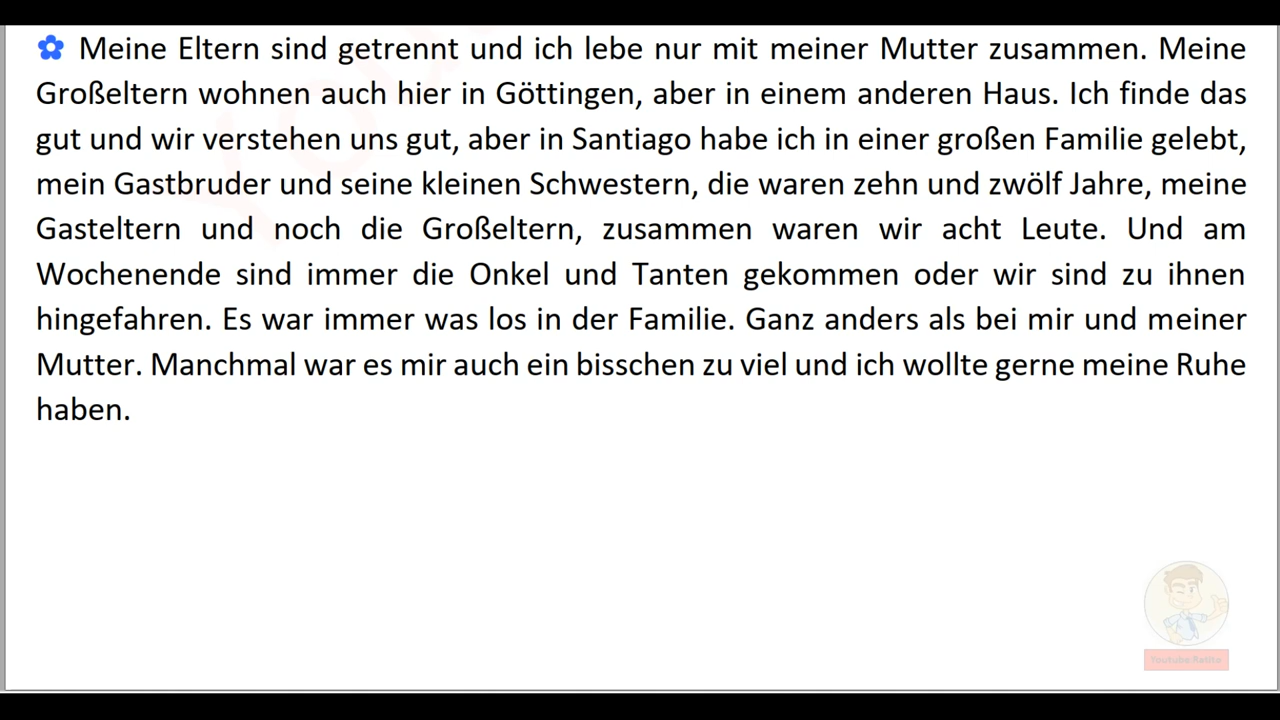 ✿ Meine Eltern sind getrennt und ich lebe nur mit meiner Mutter zusammen. Meine
Großeltern wohnen auch hier in Göttingen, aber in einem anderen Haus. Ich finde das
gut und wir verstehen uns gut, aber in Santiago habe ich in einer großen Familie gelebt,
mein Gastbruder und seine kleinen Schwestern, die waren zehn und zwölf Jahre, meine
Gasteltern und noch die Großeltern, zusammen waren wir acht Leute. Und am
Wochenende sind immer die Onkel und Tanten gekommen oder wir sind zu ihnen
hingefahren. Es war immer was los in der Familie. Ganz anders als bei mir und meiner
Mutter. Manchmal war es mir auch ein bisschen zu viel und ich wollte gerne meine Ruhe
haben.